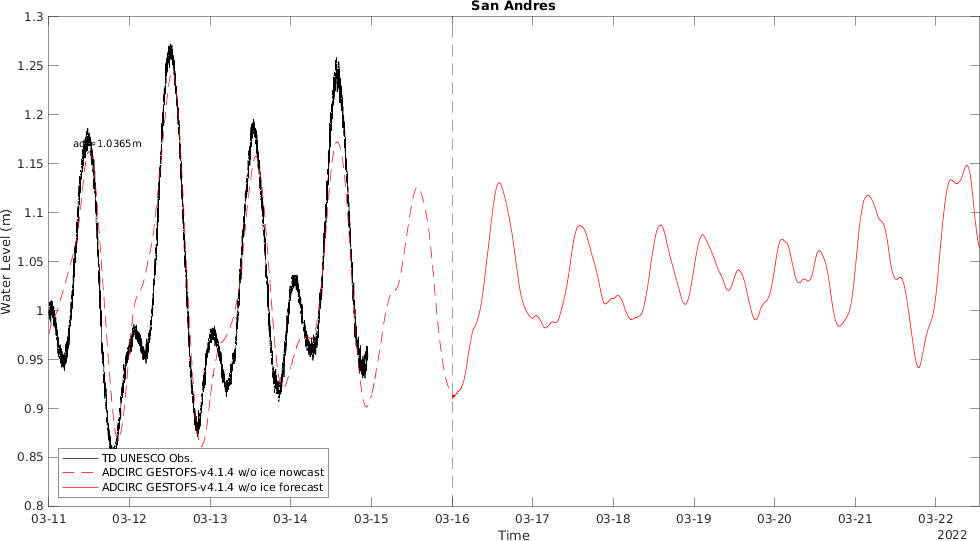 San Andres
1.3
1.25
1.2
1.15
1.1
1.05
1
0.95
0.9
0.85
0.8
Water Level (m)
=1.0365m
TD UNESCO Obs.
ADCIRC GESTOFS-v4.1.4 w/o ice nowcast
ADCIRC GESTOFS-v4.1.4 w/o ice forecast
03-11 03-12 03-13 03-14 03-15 03-16 03-17 03-18 03-19 03-20 03-21 03-22
Time
2022